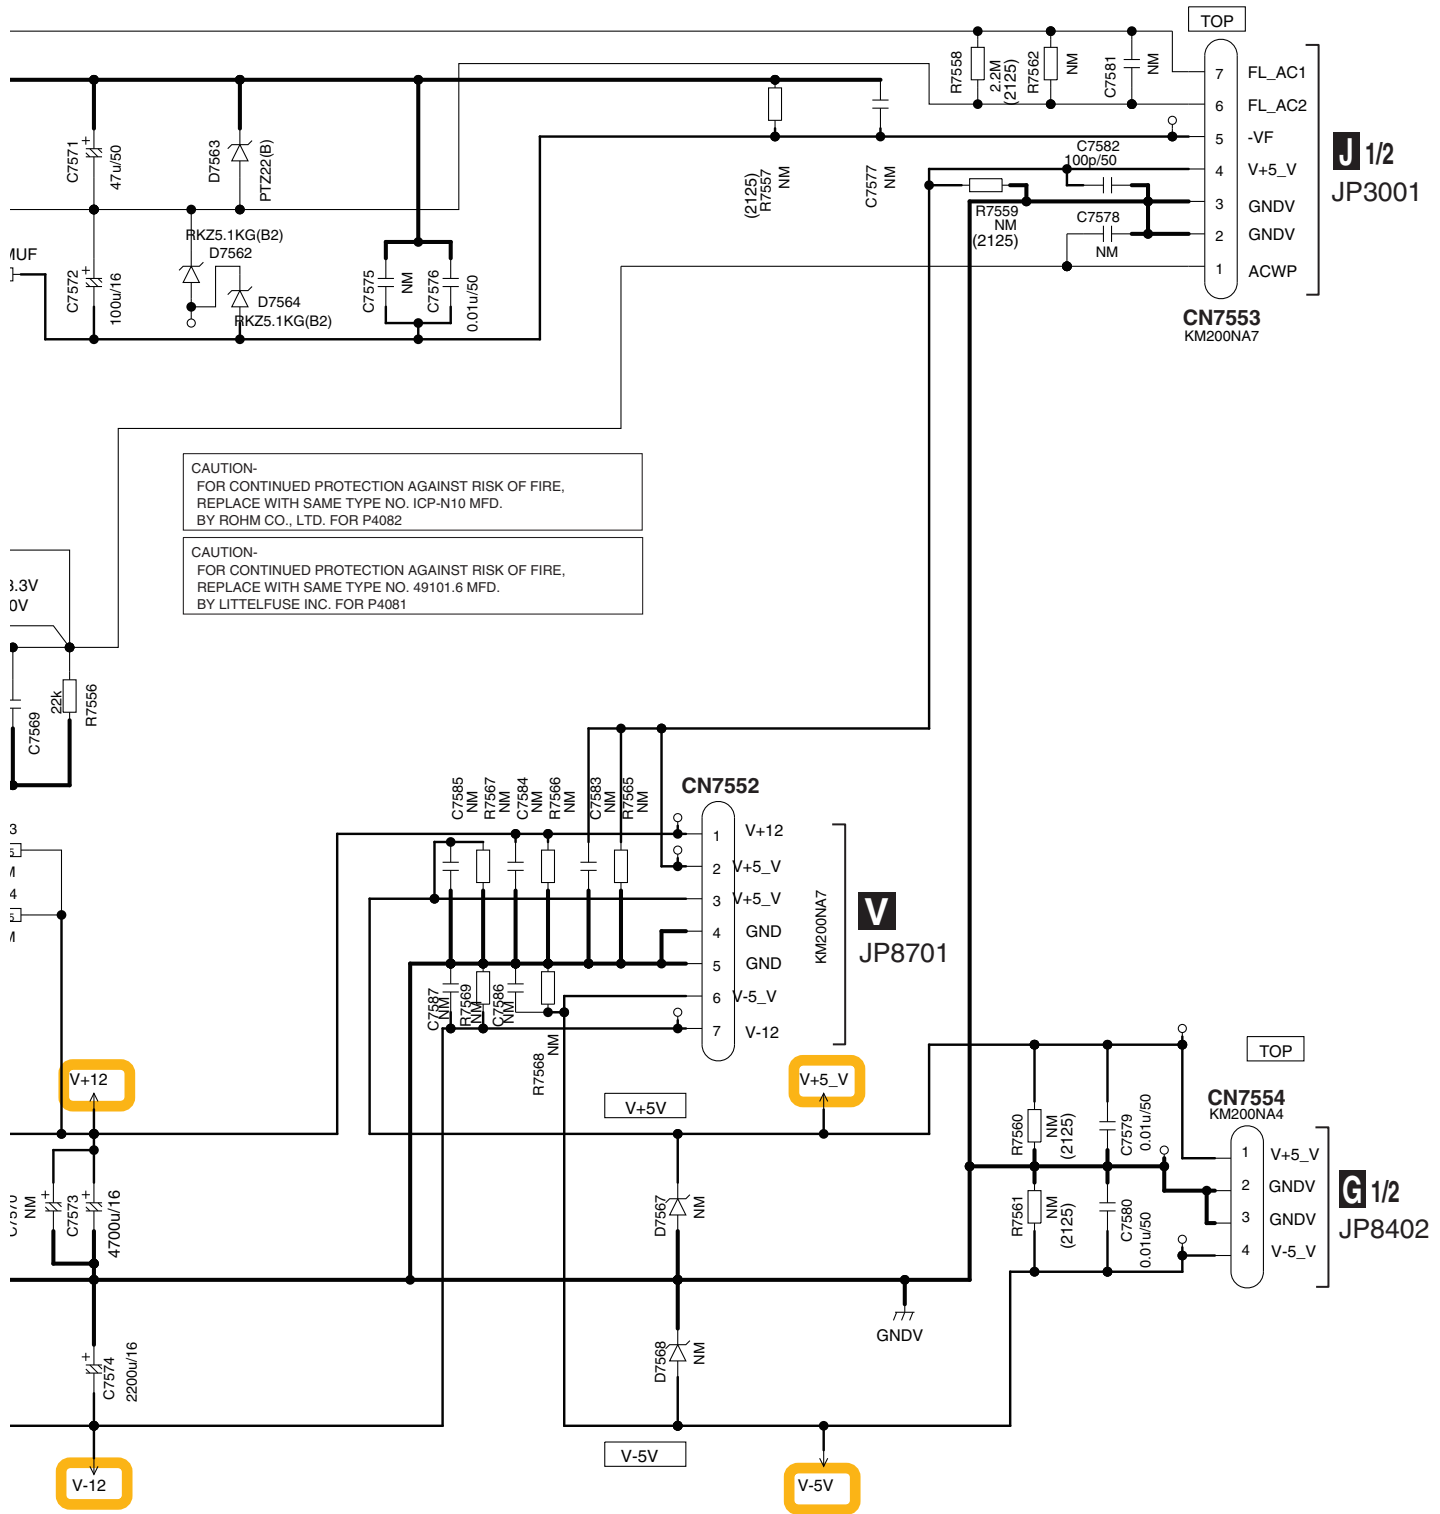 TOP
R7558
2.2M
(2125)
R7562
NM
C7581
NM
7 FL_AC1
6 FL_AC2
5 -VF
4 V+5_V
3 GNDV
2 GNDV
1 ACWP
J 1/2
JP3001
CN7553
KM200NA7
C7571
47u/50
D7563
PTZ22(B)
(2125)
R7557
NM
C7577
NM
C7582
100p/50
R7559
NM
(2125)
C7578
NM
RKZ5.1KG(B2)
D7562
MUF
C7572
100u/16
D7564
RKZ5.1KG(B2)
C7575
NM
C7576
0.01u/50
CAUTION-
FOR CONTINUED PROTECTION AGAINST RISK OF FIRE,
REPLACE WITH SAME TYPE NO. ICP-N10 MFD.
BY ROHM CO., LTD. FOR P4082
CAUTION-
FOR CONTINUED PROTECTION AGAINST RISK OF FIRE,
REPLACE WITH SAME TYPE NO. 49101.6 MFD.
BY LITTELFUSE INC. FOR P4081
3.3V
0V
C7569
22k
R7556
3
4
C7585
NM
R7567
NM
C7584
NM
R7566
NM
C7583
NM
R7565
NM
CN7552
1 V+12
2 V+5_V
3 V+5_V
4 GND
5 GND
6 V-5_V
7 V-12
KM200NA7
V
JP8701
C7587
NM
R7569
NM
C7586
NM
R7568
NM
V+12
V+5V
V+5_V
TOP
CN7554
KM200NA4
1 V+5_V
2 GNDV
3 GNDV
4 V-5_V
G 1/2
JP8402
R7560
NM
(2125)
C7579
0.01u/50
R7561
NM
(2125)
C7580
0.01u/50
C7570
NM
C7573
4700u/16
D7567
NM
GNDV
C7574
2200u/16
D7568
NM
V-12
V-5V
V-5V